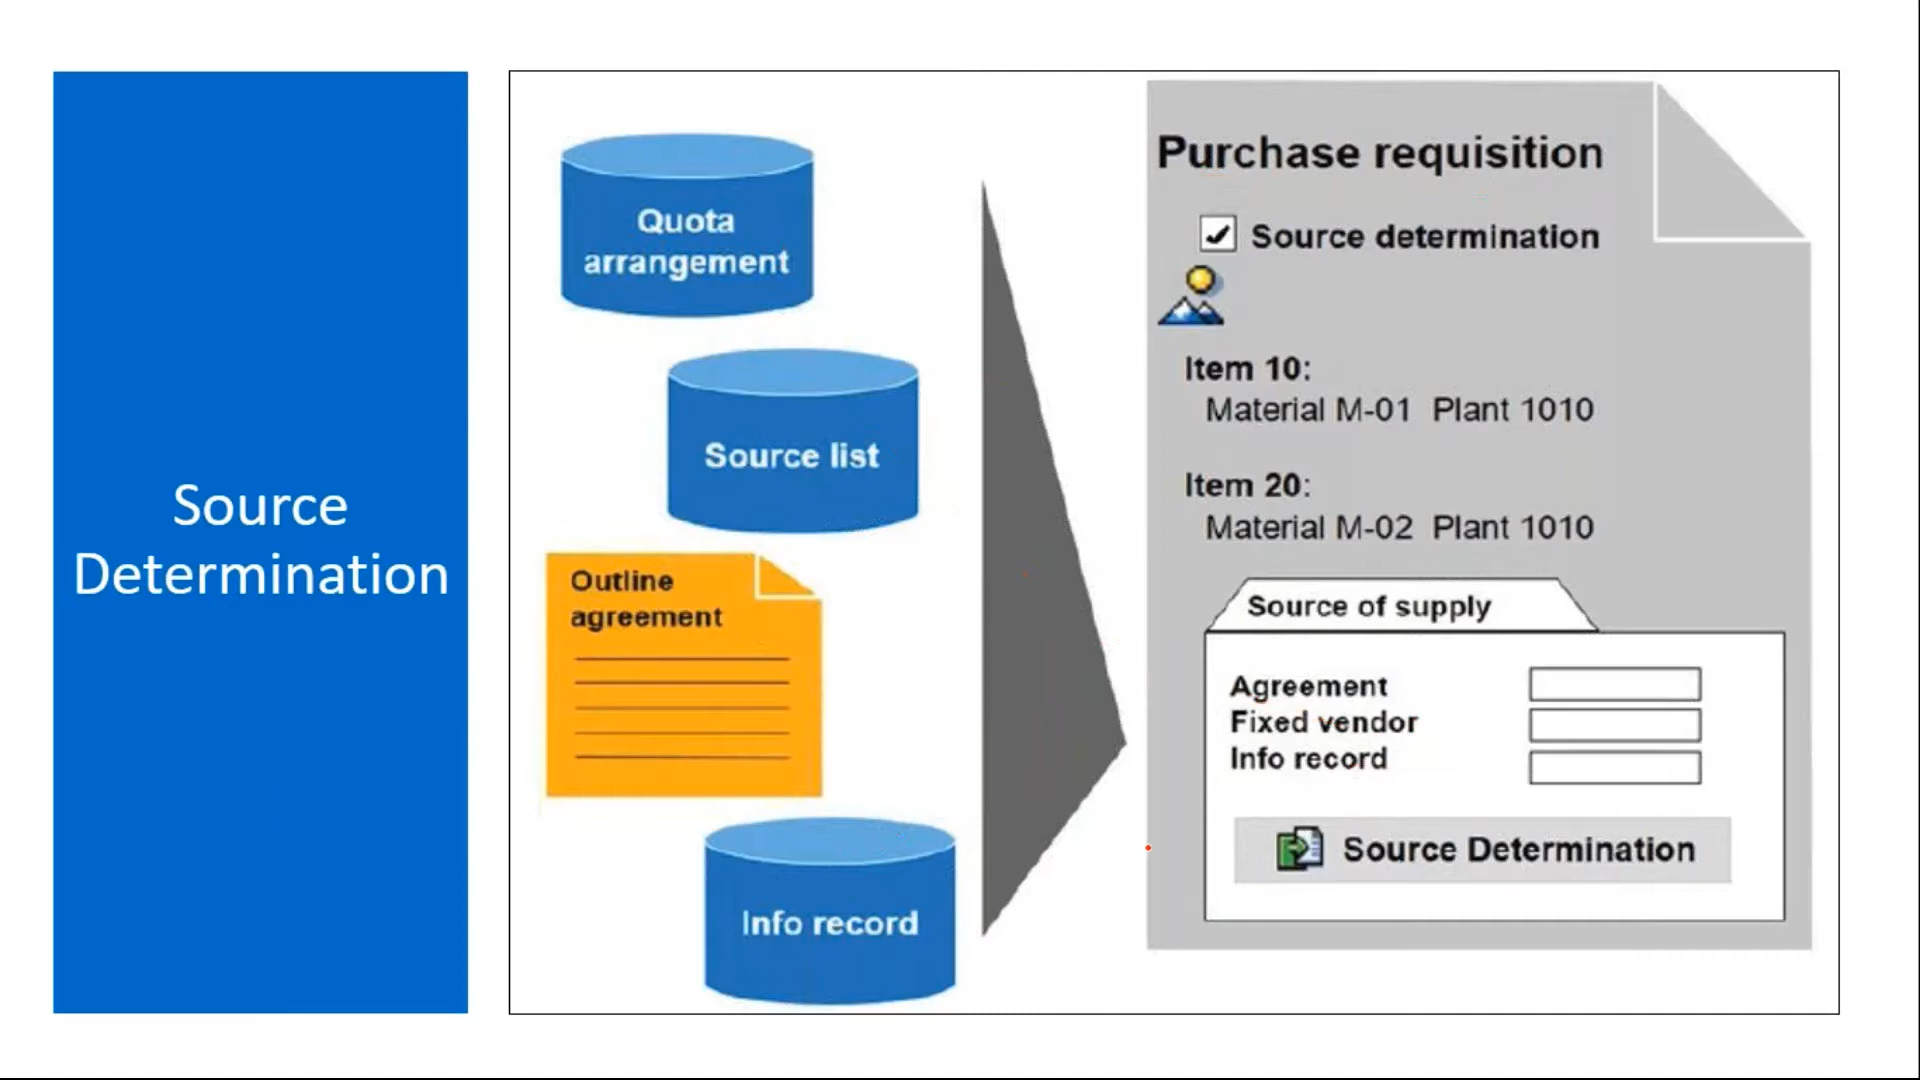 Source
Determination
Quota
arrangement
Source list
Outline
agreement
Info record
Purchase requisition
Source determination
Item 10:
Material M-01 Plant 1010
Item 20:
Material M-02 Plant 1010
Source of supply
Agreement
Fixed vendor
Info record
Source Determination